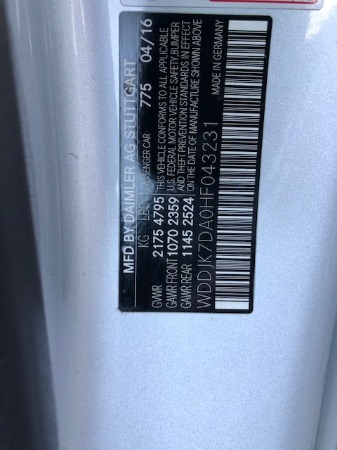 MFD BY DAIMLER AG STUTTGART
KG LBS PASSENGER CAR 775 04/16
GVWR 2175 4795 THIS VEHICLE CONFORMS TO ALL APPLICABLE
GAWR FRONT 1070 2359 U.S. FEDERAL MOTOR VEHICLE SAFETY, BUMPER
GAWR REAR 1145 2524 AND THEFT PREVENTION STANDARDS IN EFFECT
ON THE DATE OF MANUFACTURE SHOWN ABOVE
WDDJK7DA0HF043231
MADE IN GERMANY